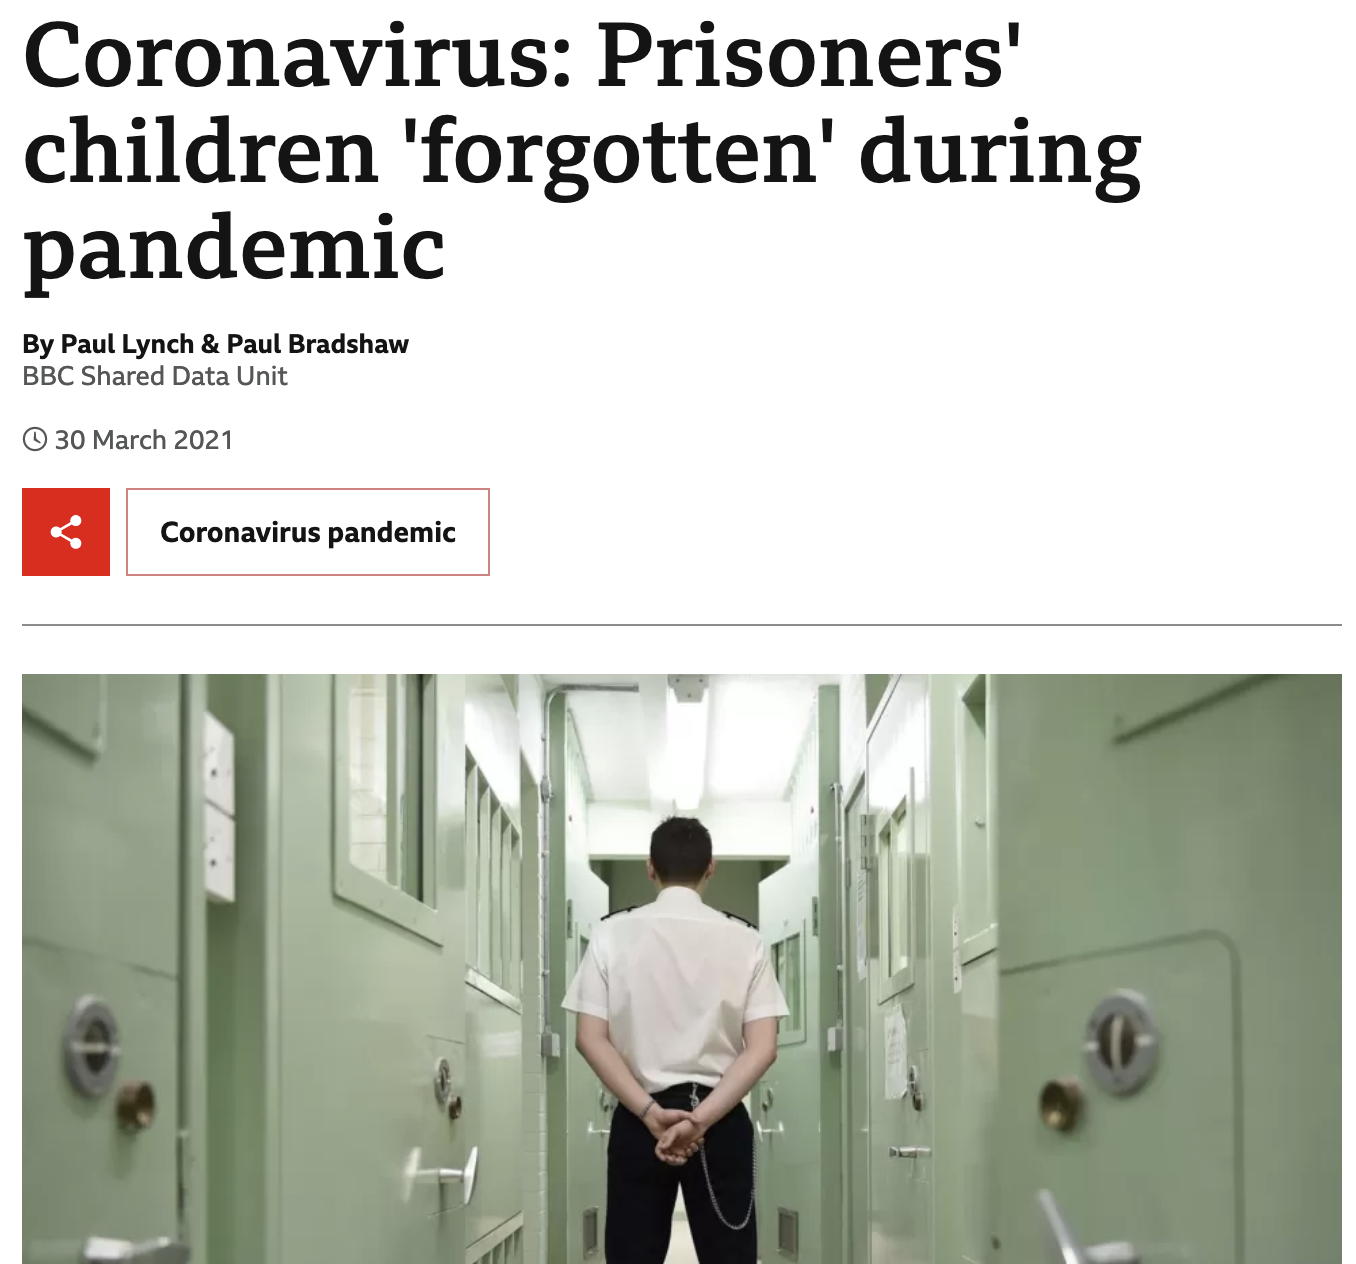 Coronavirus: Prisoners'
children 'forgotten' during
pandemic
By Paul Lynch & Paul Bradshaw
BBC Shared Data Unit
30 March 2021
Coronavirus pandemic